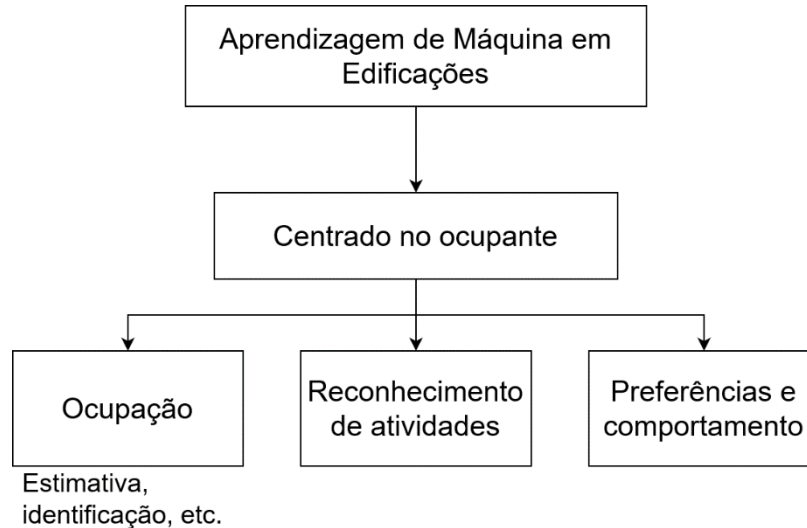 Aprendizagem de Máquina em
Edificações
Centrado no ocupante
Ocupação
Reconhecimento
de atividades
Preferências e
comportamento
Estimativa,
identificação, etc.